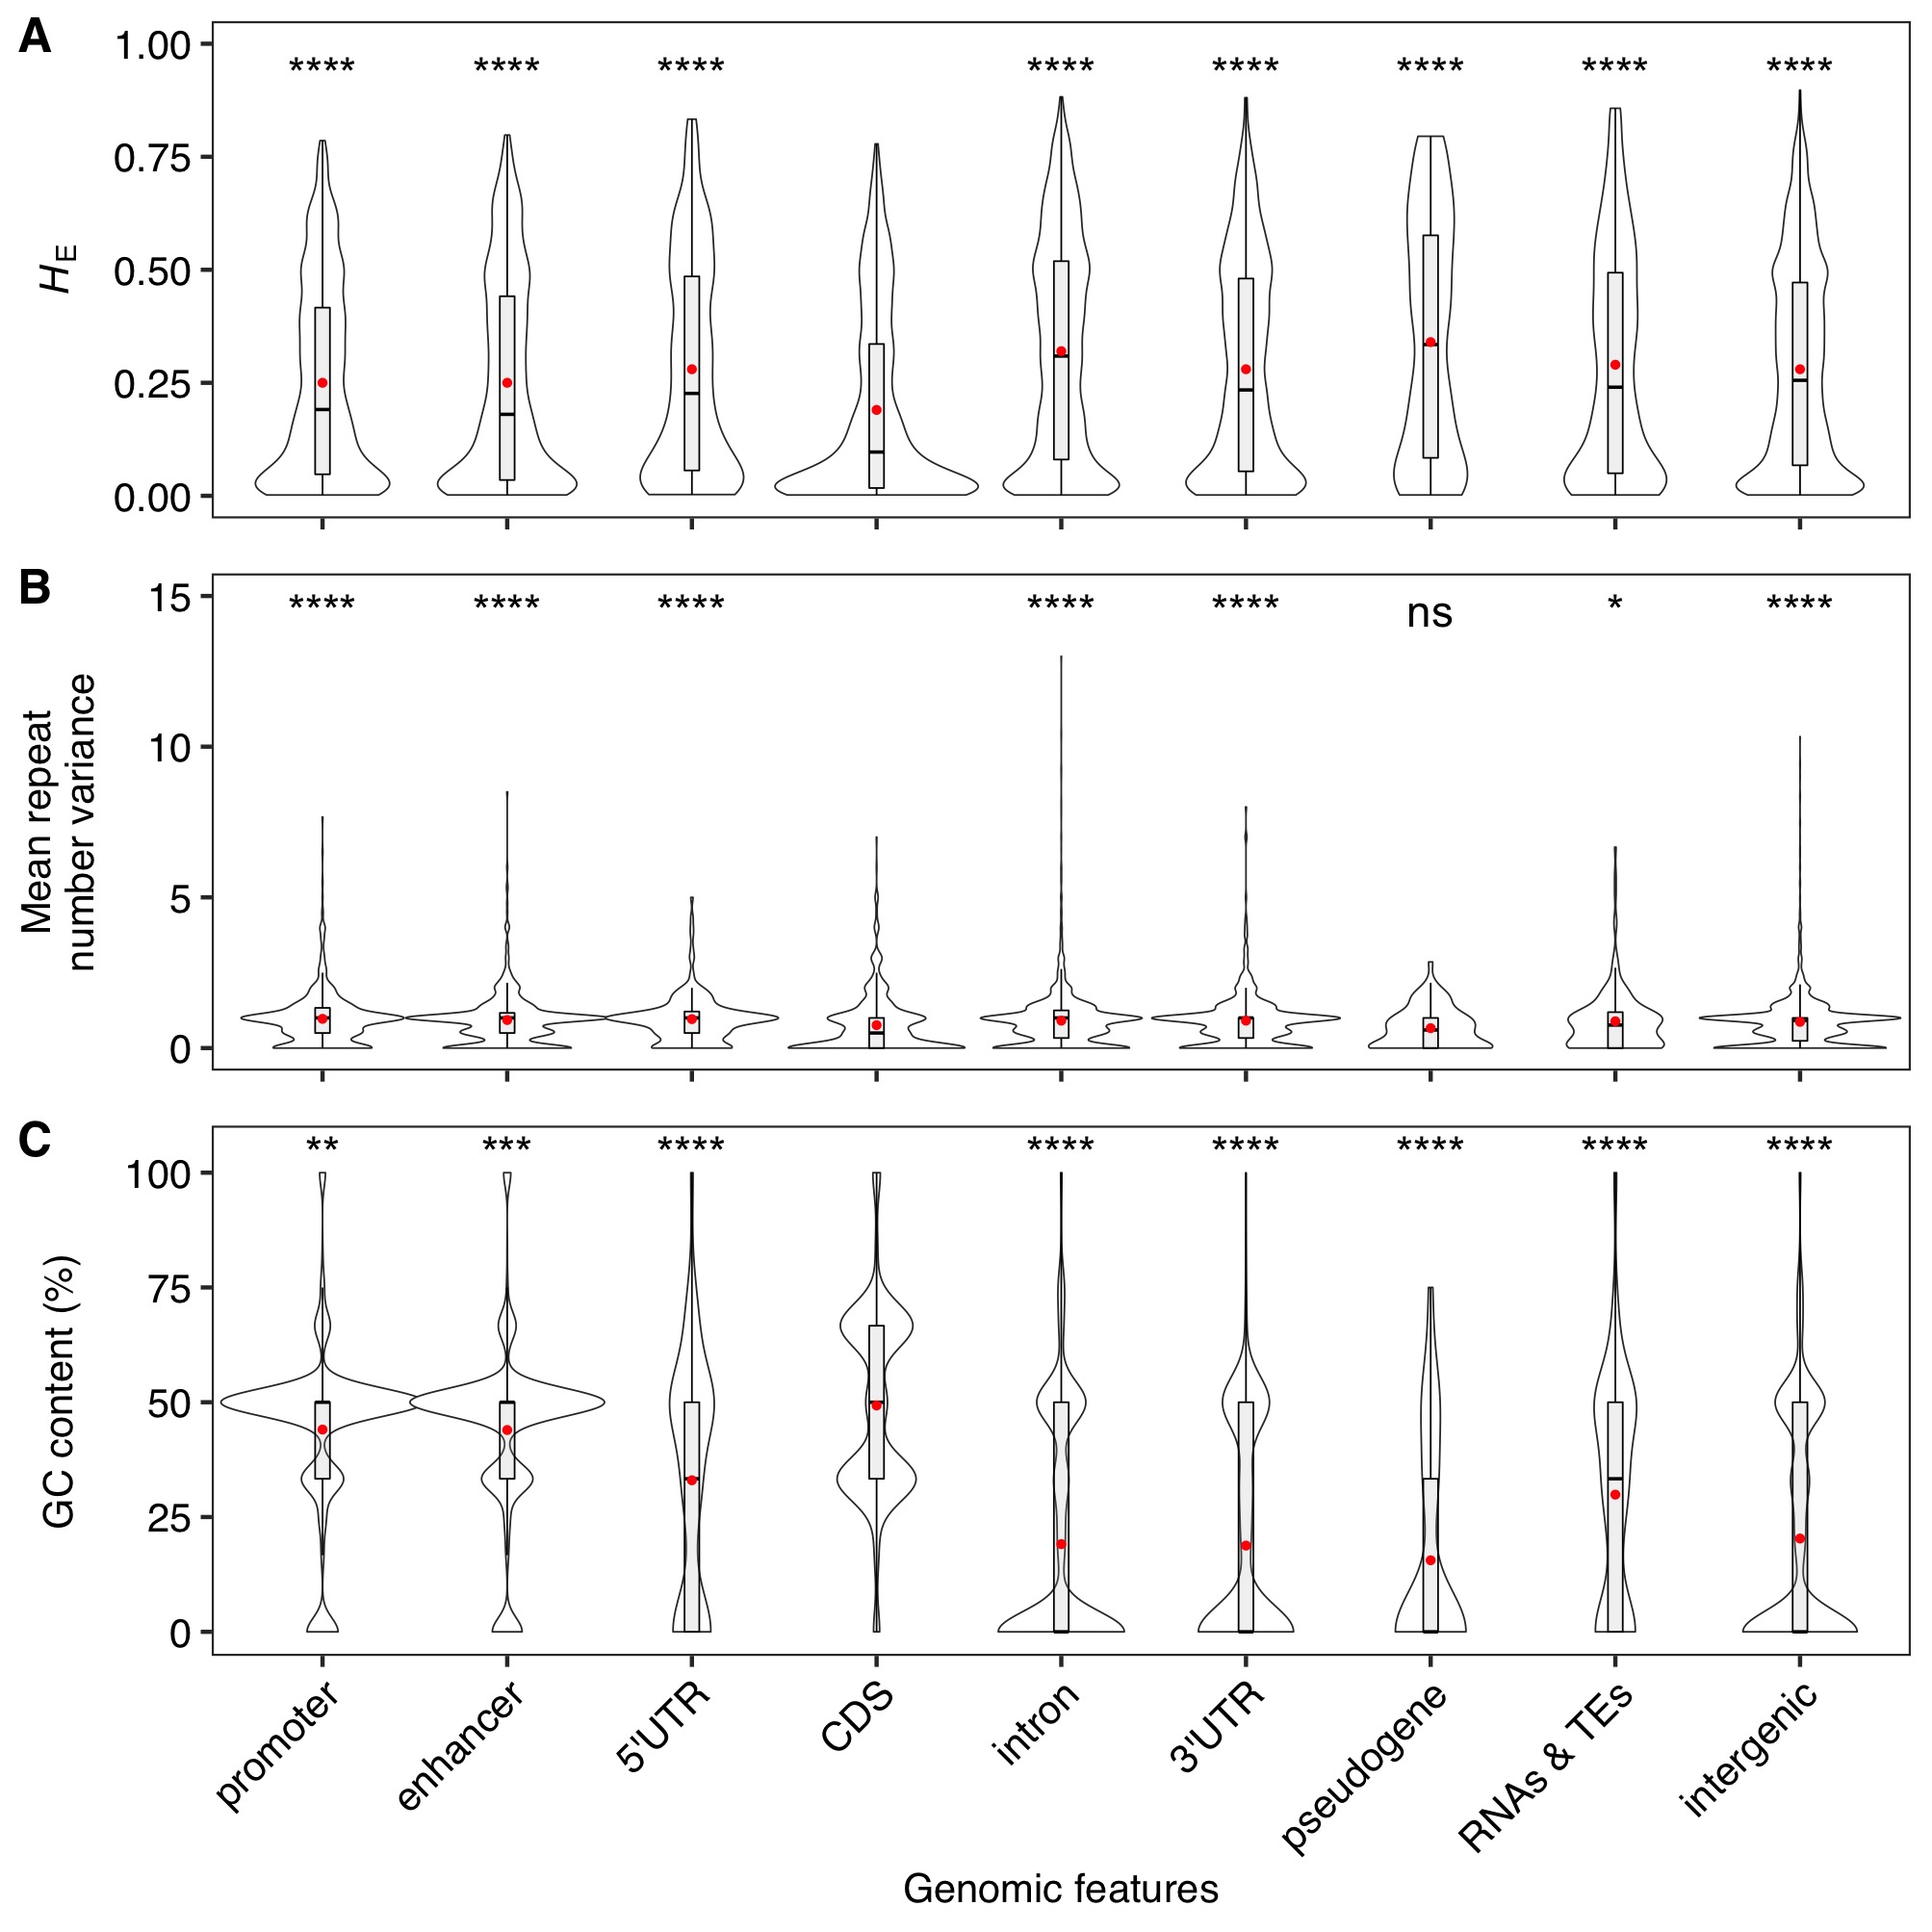 A
1.00
0.75
0.50
0.25
0.00
HE
**** **** **** **** **** **** **** ****
B
15
10
5
0
Mean repeat
number variance
**** **** **** **** **** ns * ****
C
100
75
50
25
0
GC content (%)
** *** **** **** **** **** **** ****
promoter
enhancer
5'UTR
CDS
intron
3'UTR
pseudogene
RNAs & TEs
intergenic
Genomic features